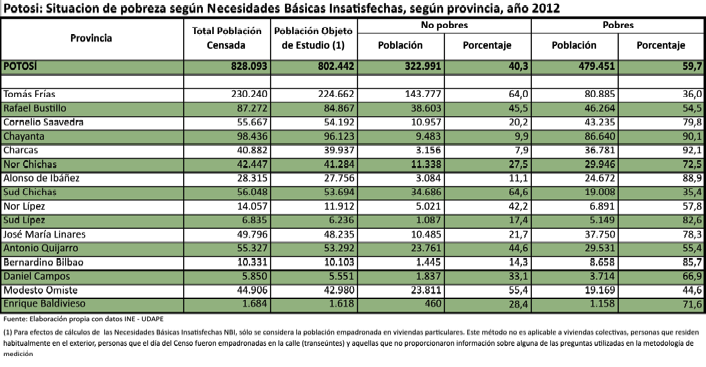 Potosi: Situacion de pobreza según Necesidades Básicas Insatisfechas, según provincia, año 2012
Provincia Total Población Censada Población Objeto de Estudio (1) No pobres Pobres
Población Porcentaje Población Porcentaje
POTOSÍ 828.093 802.442 322.991 40,3 479.451 59,7
Tomás Frías 230.240 224.662 143.777 64,0 80.885 36,0
Rafael Bustillo 87.272 84.867 38.603 45,5 46.264 54,5
Cornelio Saavedra 55.667 54.192 10.957 20,2 43.235 79,8
Chayanta 98.436 96.123 9.483 9,9 86.640 90,1
Charcas 40.882 39.937 3.156 7,9 36.781 92,1
Nor Chichas 42.447 41.284 11.338 27,5 29.946 72,5
Alonso de Ibáñez 28.315 27.756 3.084 11,1 24.672 88,9
Sud Chichas 56.048 53.694 34.686 64,6 19.008 35,4
Nor Lípez 14.057 11.912 5.021 42,2 6.891 57,8
Sud Lípez 6.835 6.236 1.087 17,4 5.149 82,6
José María Linares 49.796 48.235 10.485 21,7 37.750 78,3
Antonio Quijarro 55.327 53.292 23.761 44,6 29.531 55,4
Bernardino Bilbao 10.331 10.103 1.445 14,3 8.658 85,7
Daniel Campos 5.850 5.551 1.837 33,1 3.714 66,9
Modesto Omiste 44.906 42.980 23.811 55,4 19.169 44,6
Enrique Baldivieso 1.684 1.618 460 28,4 1.158 71,6
Fuente: Elaboración propia con datos INE - UDAPE
(1) Para efectos de cálculos de las Necesidades Básicas Insatisfechas NBI, sólo se considera la población empadronada en viviendas particulares. Este método no es aplicable a viviendas colectivas, personas que residen
habitualmente en el exterior, personas que el día del Censo fueron empadronadas en la calle (transeúntes) y aquellas que no proporcionaron información sobre alguna de las preguntas utilizadas en la metodología de
medición